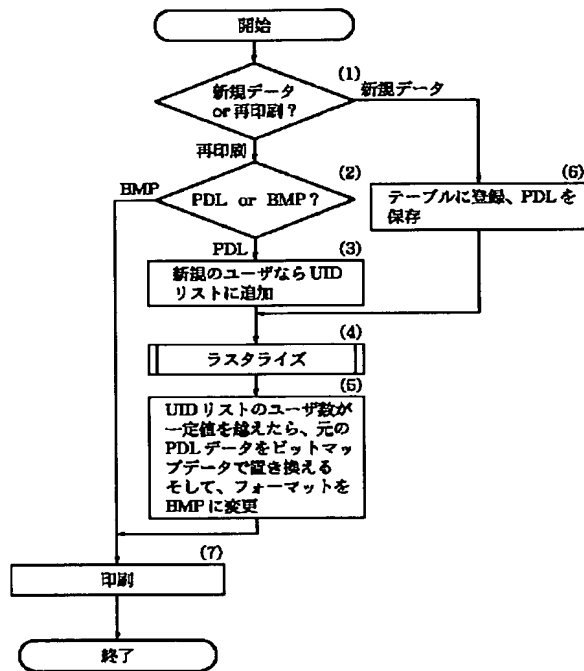 開始
(1)
新規データ
or 再印刷？
新規データ
再印刷
(2)
BMP
PDL or BMP？
(6)
テーブルに登録、PDLを
保存
PDL
(3)
新規のユーザなら UID
リストに追加
(4)
ラスタライズ
(5)
UIDリストのユーザ数が
一定値を越えたら、元の
PDLデータをビットマッ
プデータで置き換える
そして、フォーマットを
BMPに変更
(7)
印刷
終了